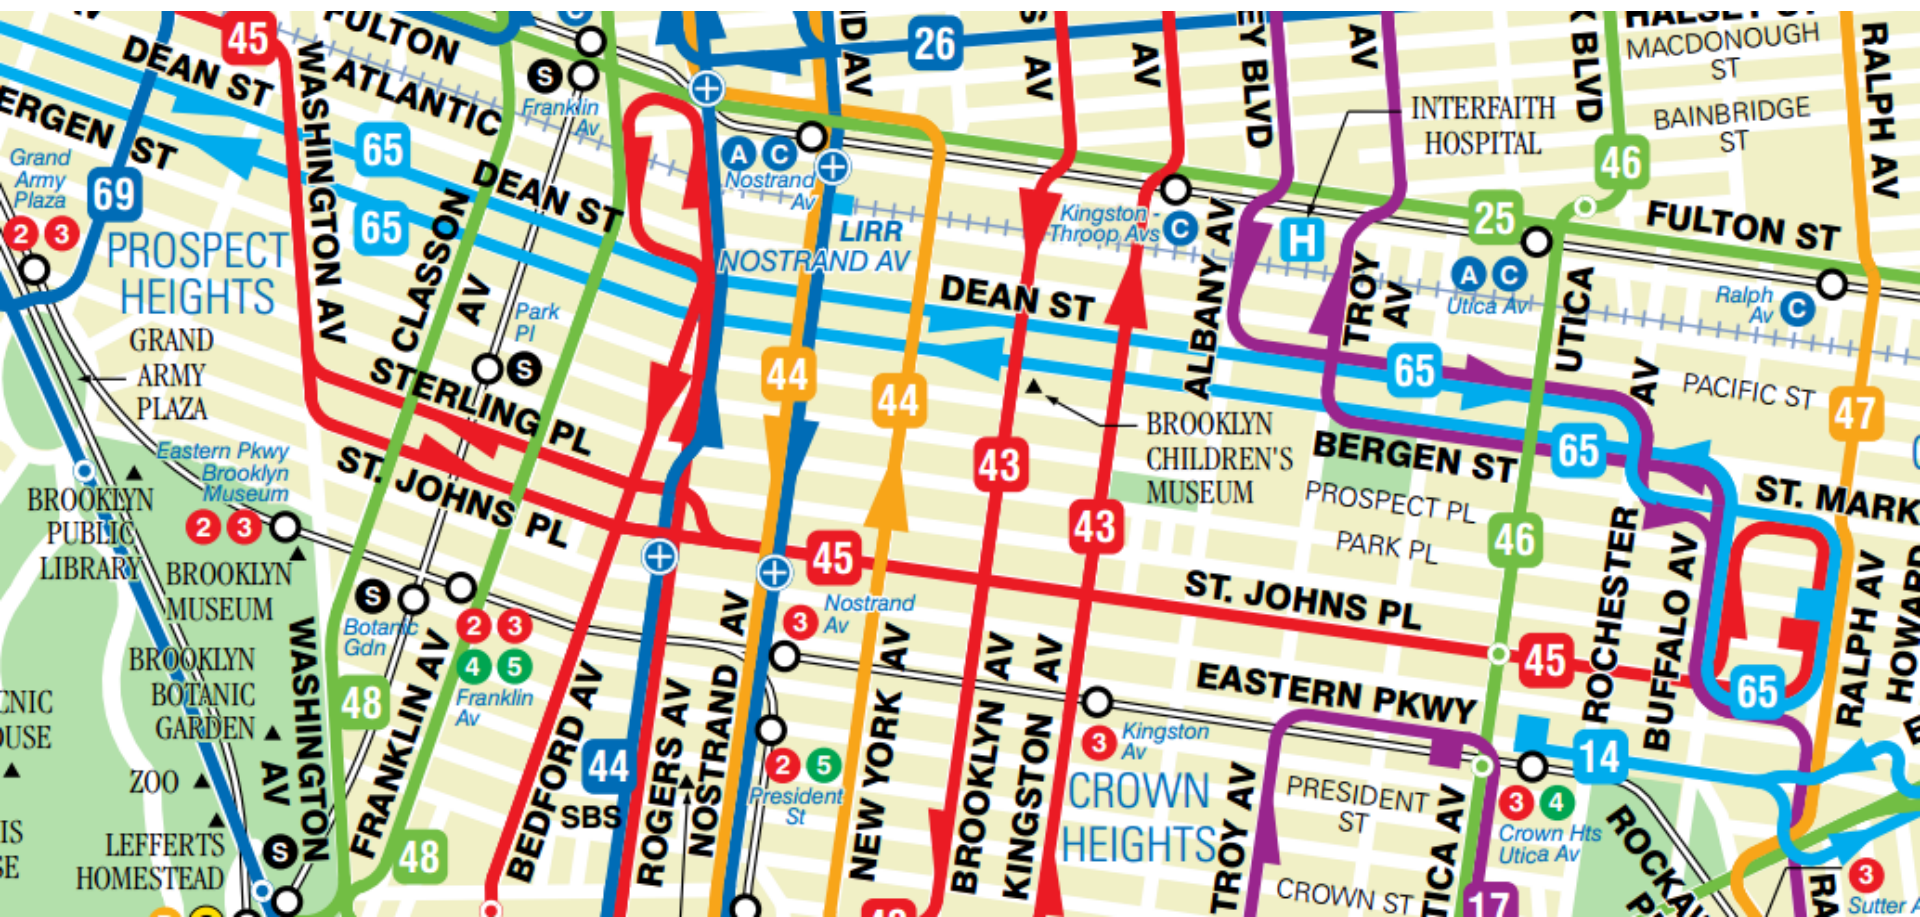 45
FULTON
DEAN ST
WASHINGTON AV
ATLANTIC
S
Franklin
Av
26
AV
AV
AV
BLVD
MACDONOUGH
ST
BAINBRIDGE
ST
RALPH AV
INTERFAITH
HOSPITAL
BERGEN ST
Grand
Army
Plaza
2 3
69
65
65
DEAN ST
A C
Nostrand
Av
LIRR
NOSTRAND AV
Kingston -
Throop Avs
C
H
46
25
FULTON ST
A C
Utica Av
Ralph
Av
C
PROSPECT
HEIGHTS
CLASSON
AV
Park
Pl
S
DEAN ST
ALBANY AV
TROY
AV
UTICA
AV
GRAND
ARMY
PLAZA
STERLING PL
44
44
65
PACIFIC ST
47
BROOKLYN
CHILDREN'S
MUSEUM
43
43
BERGEN ST
65
PROSPECT PL
PARK PL
46
ST. MARK
Eastern Pkwy
Brooklyn
Museum
2 3
ST. JOHNS PL
BROOKLYN
PUBLIC
LIBRARY
BROOKLYN
MUSEUM
45
ST. JOHNS PL
45
ROCHESTER
BUFFALO AV
RALPH AV
HOWARD
S
Botanic
Gdn
2 3
4 5
Franklin
Av
3
Nostrand
Av
65
BROOKLYN
BOTANIC
GARDEN
WASHINGTON
AV
48
FRANKLIN AV
BEDFORD AV
44
SBS
ROGERS AV
NOSTRAND
AV
2 5
President
St
NEW YORK
AV
BROOKLYN
AV
KINGSTON
AV
3
Kingston
Av
EASTERN PKWY
CROWN
HEIGHTS
TROY AV
PRESIDENT
ST
CROWN ST
UTICA AV
14
3 4
Crown Hts
Utica Av
ZOO
LEFFERTS
HOMESTEAD
S
48
17
3
Sutter